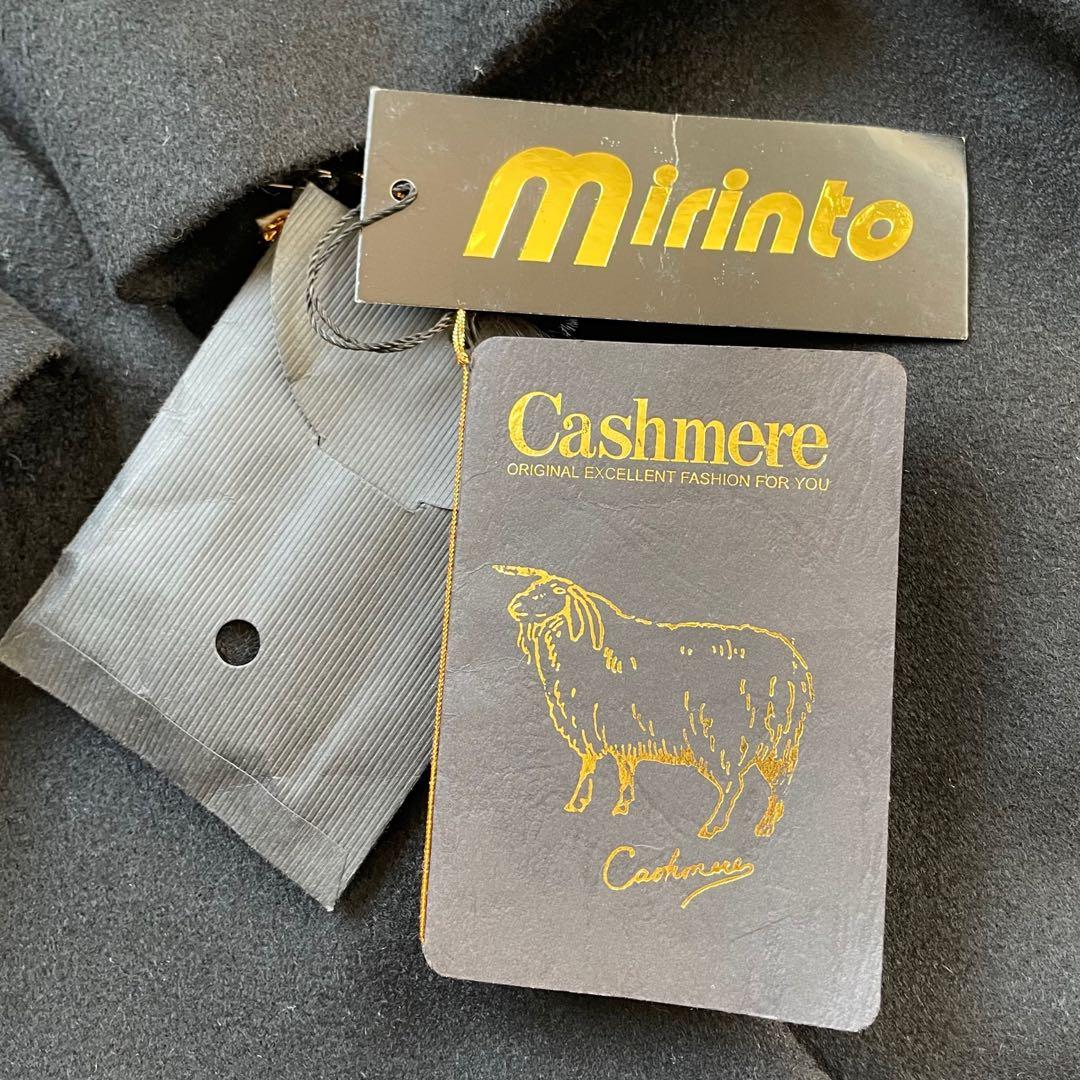 mirinto
Cashmere
ORIGINAL EXCELLENT FASHION FOR YOU
Cashmere